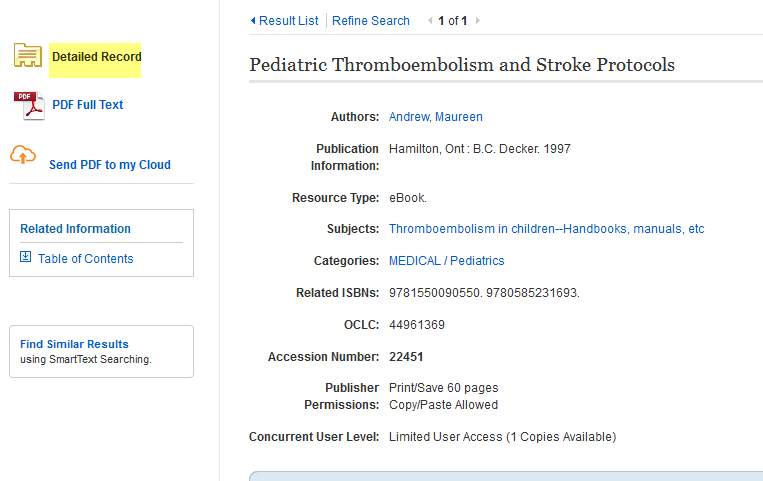 Result List Refine Search 1 of 1
Detailed Record
PDF
PDF Full Text
Send PDF to my Cloud
Related Information
Table of Contents
Find Similar Results
using SmartText Searching.
Pediatric Thromboembolism and Stroke Protocols
Authors: Andrew, Maureen
Publication Information: Hamilton, Ont : B.C. Decker. 1997
Resource Type: eBook.
Subjects: Thromboembolism in children--Handbooks, manuals, etc
Categories: MEDICAL / Pediatrics
Related ISBNs: 9781550090550. 9780585231693.
OCLC: 44961369
Accession Number: 22451
Publisher Print/Save 60 pages
Permissions: Copy/Paste Allowed
Concurrent User Level: Limited User Access (1 Copies Available)